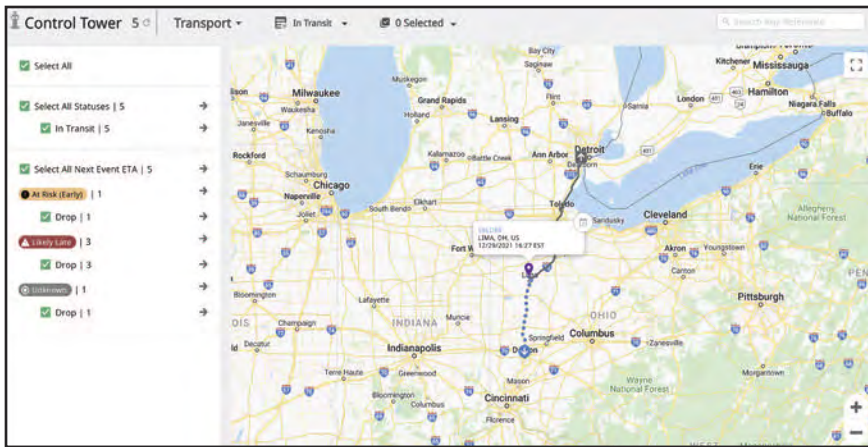 Control Tower 5
Transport
In Transit
0 Selected
Select All
Select All Statuses | 5
In Transit | 5
Select All Next Event ETA | 5
At Risk (Early) | 1
Drop | 1
Likely Late | 3
Drop | 3
Unknown | 1
Drop | 1
LIMA, OH, US
12/29/2021 16:27 EST
Bay City
Saginaw
Kitchener
Mississauga
Muskegon
Flint
Hamilton
Milwaukee
Waukesha
Grand Rapids
Sarnia
London
Niagara Falls
Buffalo
Holland
Lansing
Janesville
Kenosha
Detroit
Dearborn
Rockford
Kalamazoo
Battle Creek
Ann Arbor
Erie
Schaumburg
Chicago
Naperville
Joliet
South Bend
Elkhart
Toledo
Sandusky
Cleveland
Allegheny
National Forest
Akron
Youngstown
Canton
PEN
Bloomington
Lafayette
Pittsburgh
Champaign
INDIANA
Muncie
OHIO
Springfield
Columbus
Decatur
Indianapolis
Zanesville
Terre Haute
Greenwood
Mason
Wayne
National Forest
Morgantown
Bloomington
Columbus
Cincinnati
Florence